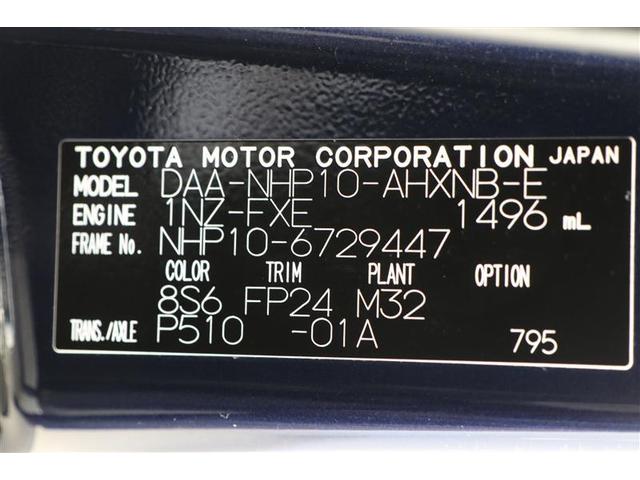 TOYOTA MOTOR CORPORATION JAPAN
MODEL DAA-NHP10-AHXNB-E
ENGINE 1NZ-FXE 1496 mL
FRAME No. NHP10-6729447
COLOR TRIM PLANT OPTION
8S6 FP24 M32
TRANS./AXLE P510 -01A 795